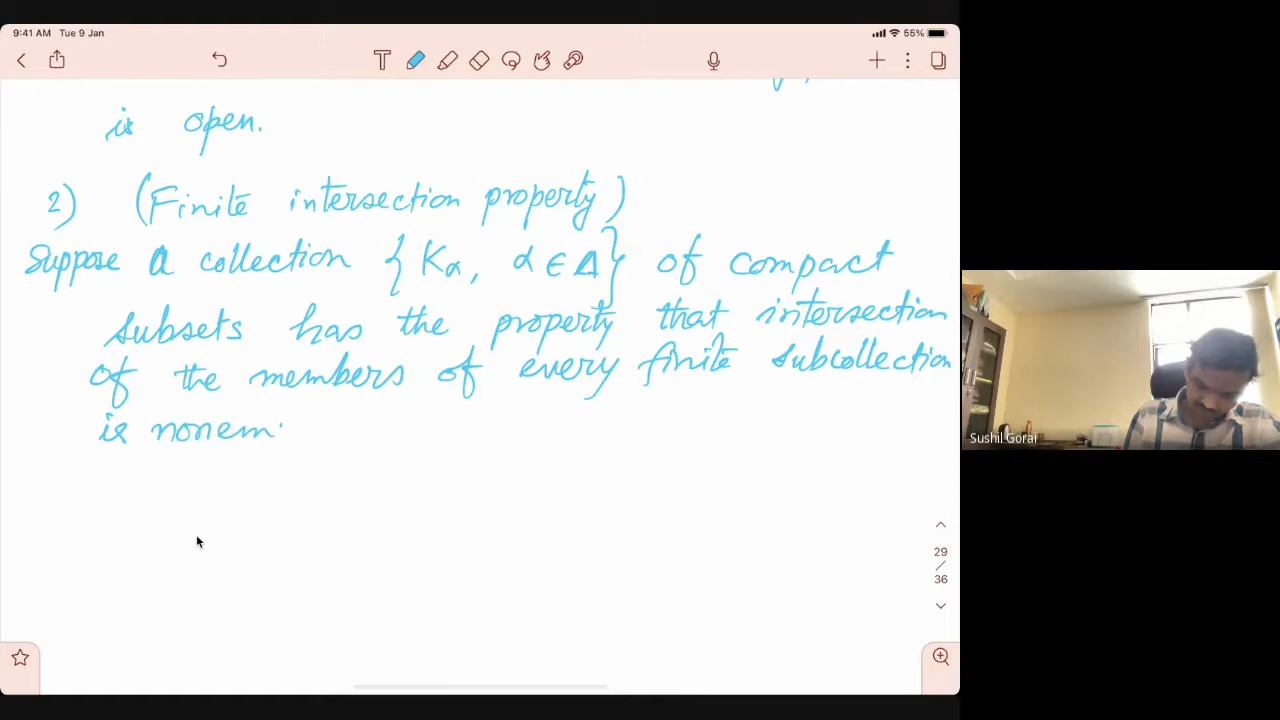 9:41 AM Tue 9 Jan
55%
is open.
2) (Finite intersection property)
Suppose a collection { Kα, α ∈ Δ } of compact
subsets has the property that intersection
of the members of every finite subcollection
is nonem
Sushil Gorai
29
/
36